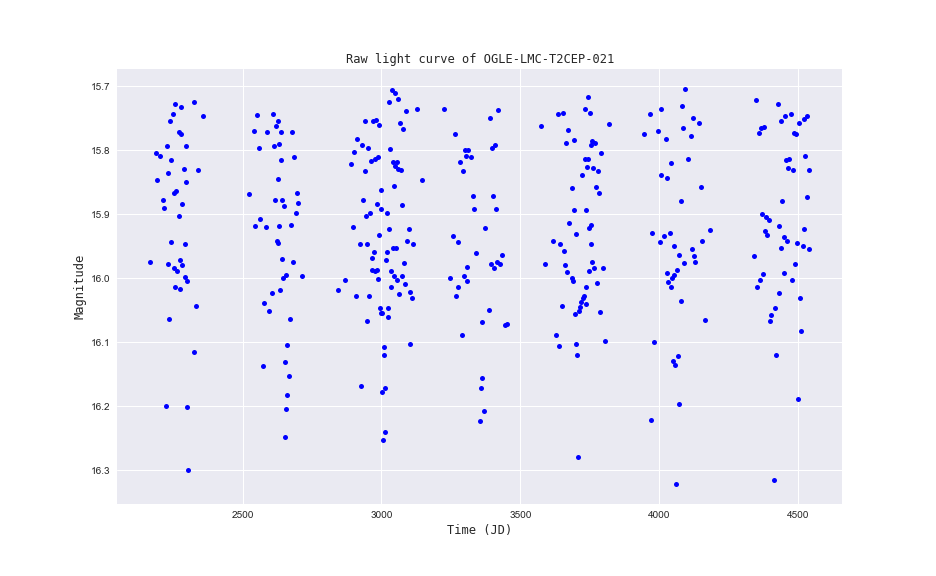 Raw light curve of OGLE-LMC-T2CEP-021
15.7
15.8
15.9
16.0
16.1
16.2
16.3
Magnitude
2500 3000 3500 4000 4500
Time (JD)